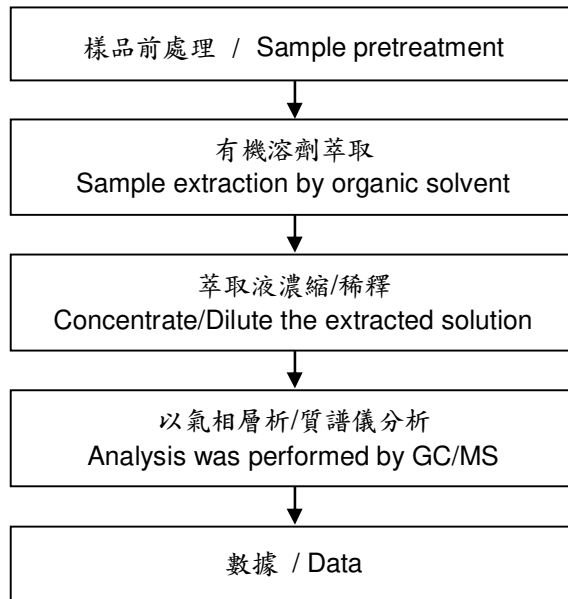 樣品前處理 / Sample pretreatment
有機溶劑萃取
Sample extraction by organic solvent
萃取液濃縮/稀釋
Concentrate/Dilute the extracted solution
以氣相層析/質譜儀分析
Analysis was performed by GC/MS
數據 / Data